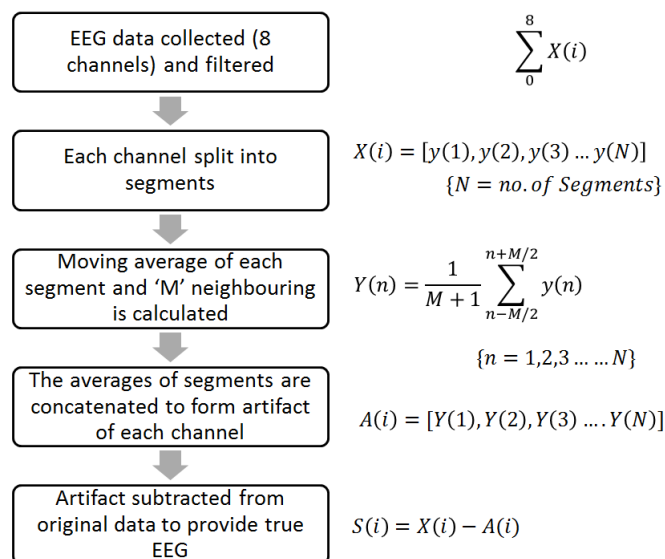 EEG data collected (8
channels) and filtered
8
∑ X(i)
0
Each channel split into
segments
X(i) = [y(1), y(2), y(3) ... y(N)]
{N = no. of Segments}
Moving average of each
segment and ‘M’ neighbouring
is calculated
n+M/2
Y(n) = 1/(M + 1) ∑ y(n)
n−M/2
{n = 1,2,3 ... ... N}
The averages of segments are
concatenated to form artifact
of each channel
A(i) = [Y(1), Y(2), Y(3) .... Y(N)]
Artifact subtracted from
original data to provide true
EEG
S(i) = X(i) − A(i)